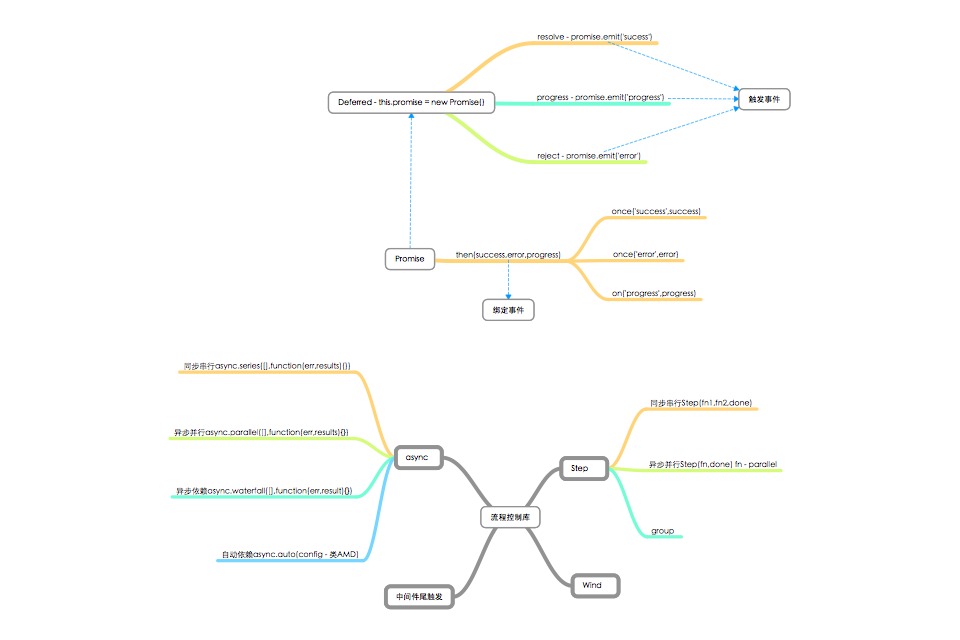 resolve - promise.emit('sucess')
Deferred - this.promise = new Promise()
progress - promise.emit('progress')
触发事件
reject - promise.emit('error')
once('success',success)
Promise
then(success,error,progress)
once('error',error)
on('progress',progress)
绑定事件
同步串行async.series([],function(err,results){})
异步并行async.parallel([],function(err,results){})
async
异步依赖async.waterfall([],function(err,result){})
自动依赖async.auto(config - 类AMD)
同步串行Step(fn1,fn2,done)
Step
异步并行Step(fn,done) fn - parallel
group
流程控制库
中间件尾触发
Wind